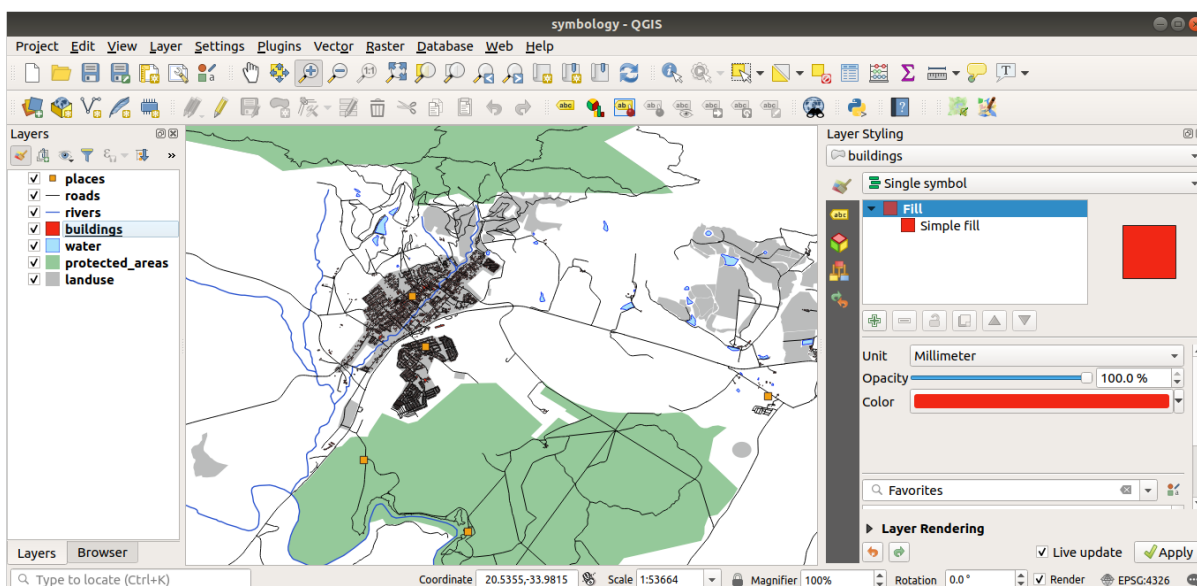 symbology - QGIS
Project Edit View Layer Settings Plugins Vector Raster Database Web Help
Layers
places
roads
rivers
buildings
water
protected_areas
landuse
Layers Browser
Layer Styling
buildings
Single symbol
Fill
Simple fill
Unit Millimeter
Opacity 100.0 %
Color
Favorites
Layer Rendering
Live update Apply
Type to locate (Ctrl+K) Coordinate 20.5355,-33.9815 Scale 1:53664 Magnifier 100% Rotation 0.0° Render EPSG:4326